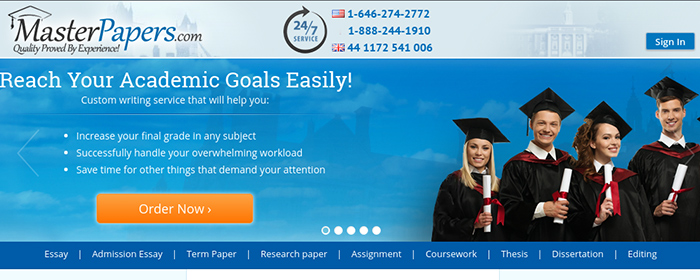 MasterPapers.com
Quality Proved By Experience!
24/7
SERVICE
1-646-274-2772
1-888-244-1910
44 1172 541 006
Sign In
Reach Your Academic Goals Easily!
Custom writing service that will help you:
Increase your final grade in any subject
Successfully handle your overwhelming workload
Save time for other things that demand your attention
Order Now ›
Essay | Admission Essay | Term Paper | Research paper | Assignment | Coursework | Thesis | Dissertation | Editing